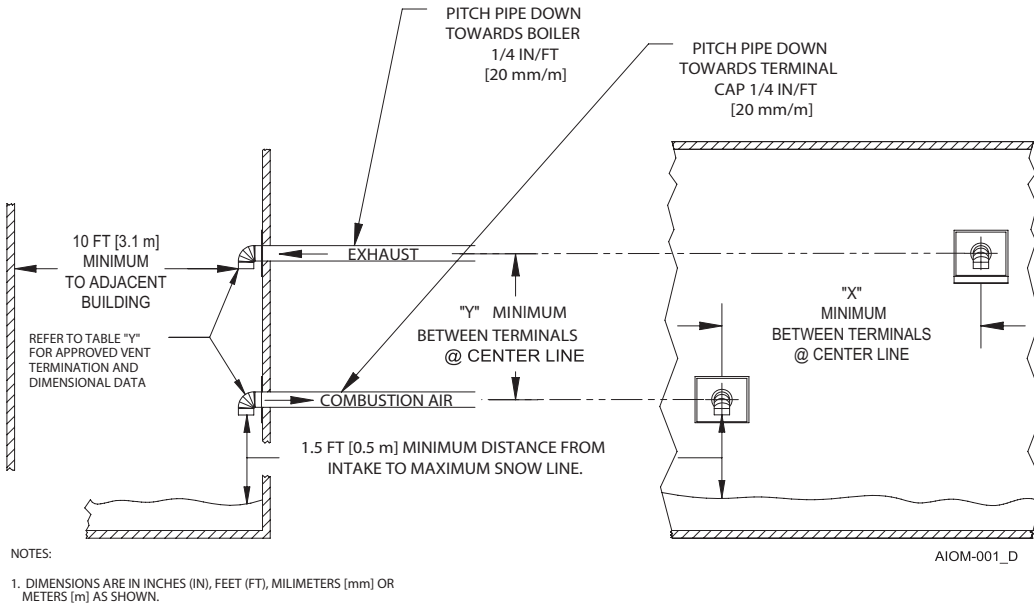 PITCH PIPE DOWN
TOWARDS BOILER
1/4 IN/FT
[20 mm/m]
PITCH PIPE DOWN
TOWARDS TERMINAL
CAP 1/4 IN/FT
[20 mm/m]
10 FT [3.1 m]
MINIMUM
TO ADJACENT
BUILDING
EXHAUST
REFER TO TABLE "Y"
FOR APPROVED VENT
TERMINATION AND
DIMENSIONAL DATA
"Y" MINIMUM
BETWEEN TERMINALS
@ CENTER LINE
"X"
MINIMUM
BETWEEN TERMINALS
@ CENTER LINE
COMBUSTION AIR
1.5 FT [0.5 m] MINIMUM DISTANCE FROM
INTAKE TO MAXIMUM SNOW LINE.
NOTES:
AIOM-001_D
1. DIMENSIONS ARE IN INCHES (IN), FEET (FT), MILIMETERS [mm] OR
METERS [m] AS SHOWN.